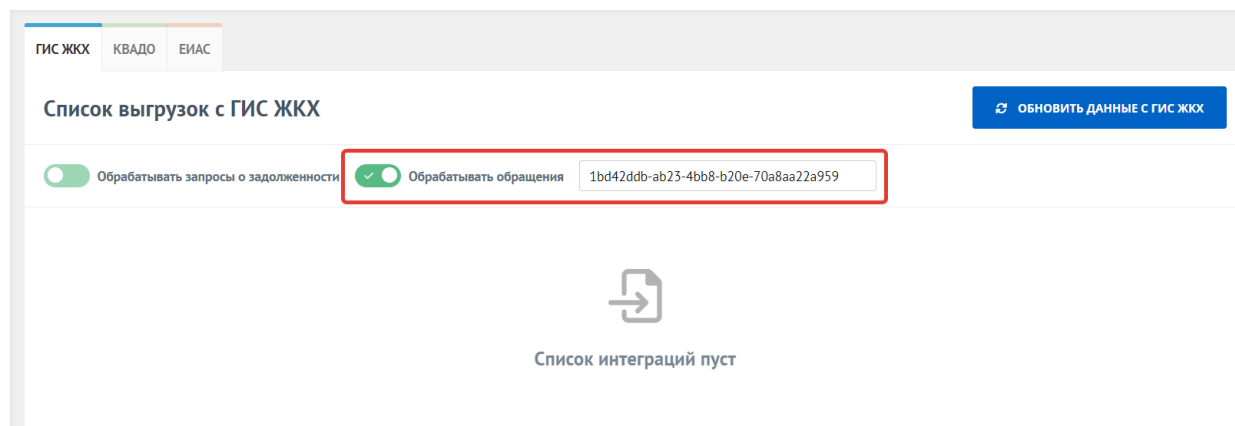 ГИС ЖКХ КВАДО ЕИАС
Список выгрузок с ГИС ЖКХ ОБНОВИТЬ ДАННЫЕ С ГИС ЖКХ
Обрабатывать запросы о задолженности Обрабатывать обращения 1bd42ddb-ab23-4bb8-b20e-70a8aa22a959
Список интеграций пуст